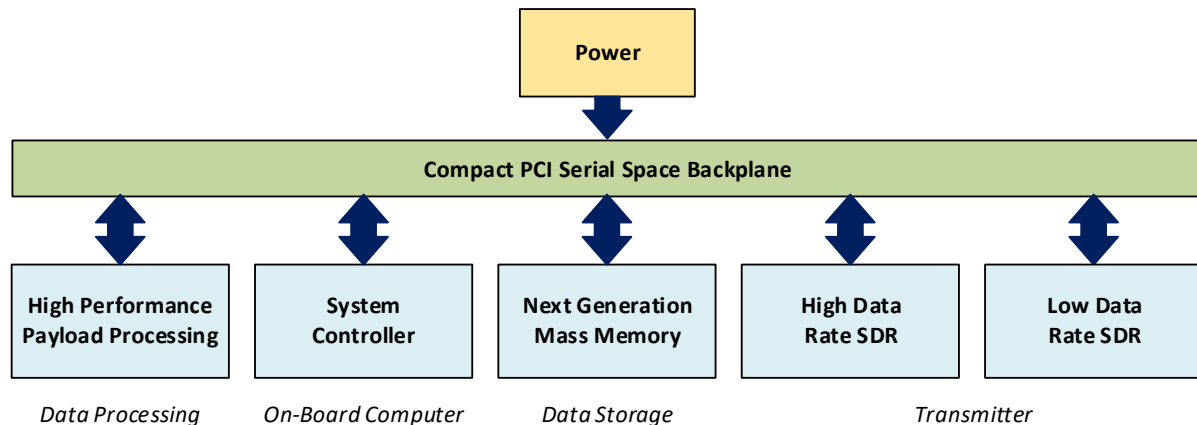 Power
Compact PCI Serial Space Backplane
High Performance
Payload Processing
System
Controller
Next Generation
Mass Memory
High Data
Rate SDR
Low Data
Rate SDR
Data Processing
On-Board Computer
Data Storage
Transmitter